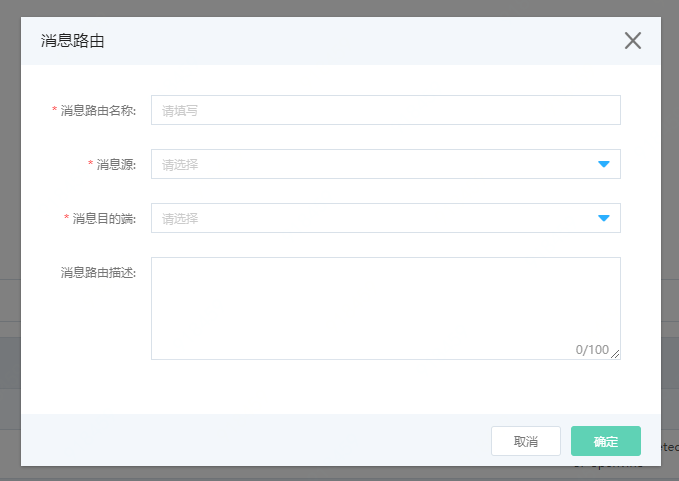 消息路由
* 消息路由名称: 请填写
* 消息源: 请选择
* 消息目的端: 请选择
消息路由描述:
0/100
取消 确定